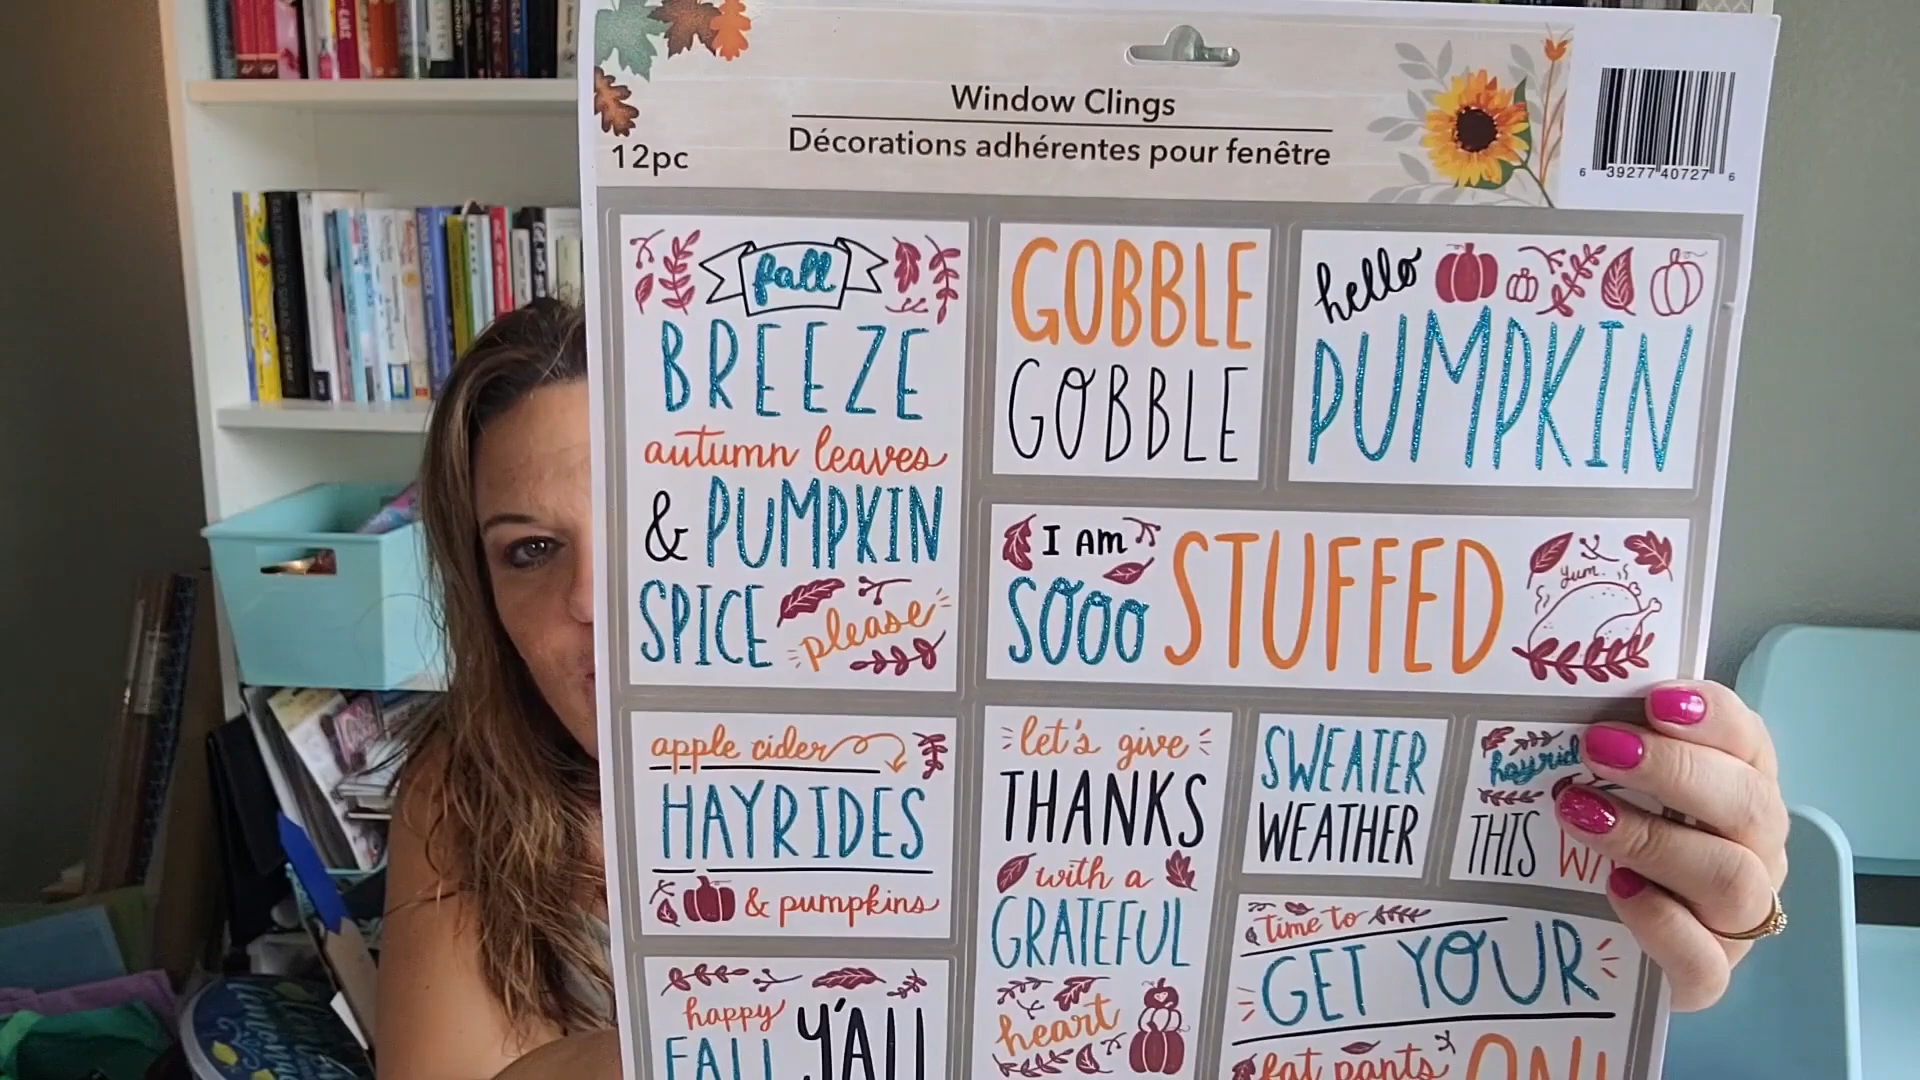 Window Clings
Décorations adhérentes pour fenêtre
12pc
6 39277 40727 6
fall
BREEZE
autumn leaves
& PUMPKIN
SPICE please
GOBBLE
GOBBLE
hello
PUMPKIN
I AM
SOOO STUFFED
yum
apple cider
HAYRIDES
& pumpkins
let's give
THANKS
with a
GRATEFUL
heart
SWEATER
WEATHER
THIS
time to
GET YOUR
fat pants ON!
happy
FALL Y'ALL